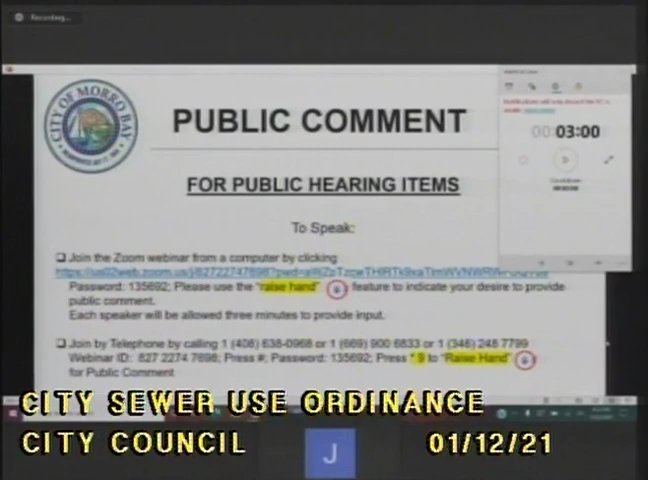 Recording...
CITY OF MORRO BAY
PUBLIC COMMENT
00:03:00
FOR PUBLIC HEARING ITEMS
To Speak:
❑ Join the Zoom webinar from a computer by clicking
Password: 135692; Please use the "raise hand" feature to indicate your desire to provide
public comment.
Each speaker will be allowed three minutes to provide input.
❑ Join by Telephone by calling 1 (408) 638-0968 or 1 (669) 900 6833 or 1 (346) 248 7799
Webinar ID: 827 2274 7698; Press #; Password: 135692; Press * 9 to "Raise Hand"
for Public Comment
CITY SEWER USE ORDINANCE
CITY COUNCIL 01/12/21
J